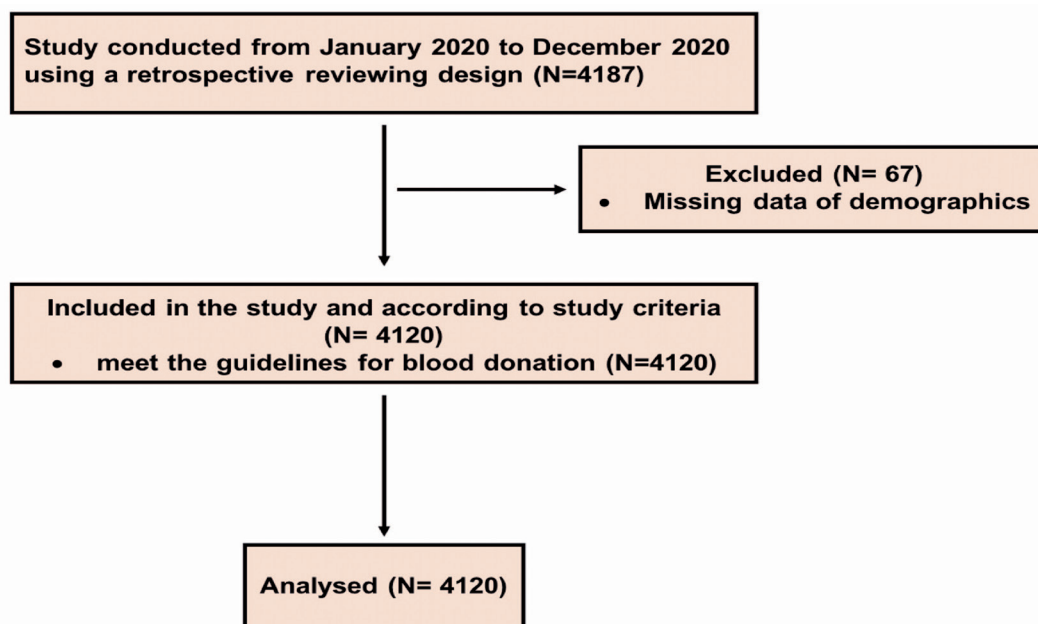 Study conducted from January 2020 to December 2020
using a retrospective reviewing design (N=4187)
Excluded (N= 67)
• Missing data of demographics
Included in the study and according to study criteria
(N= 4120)
• meet the guidelines for blood donation (N=4120)
Analysed (N= 4120)